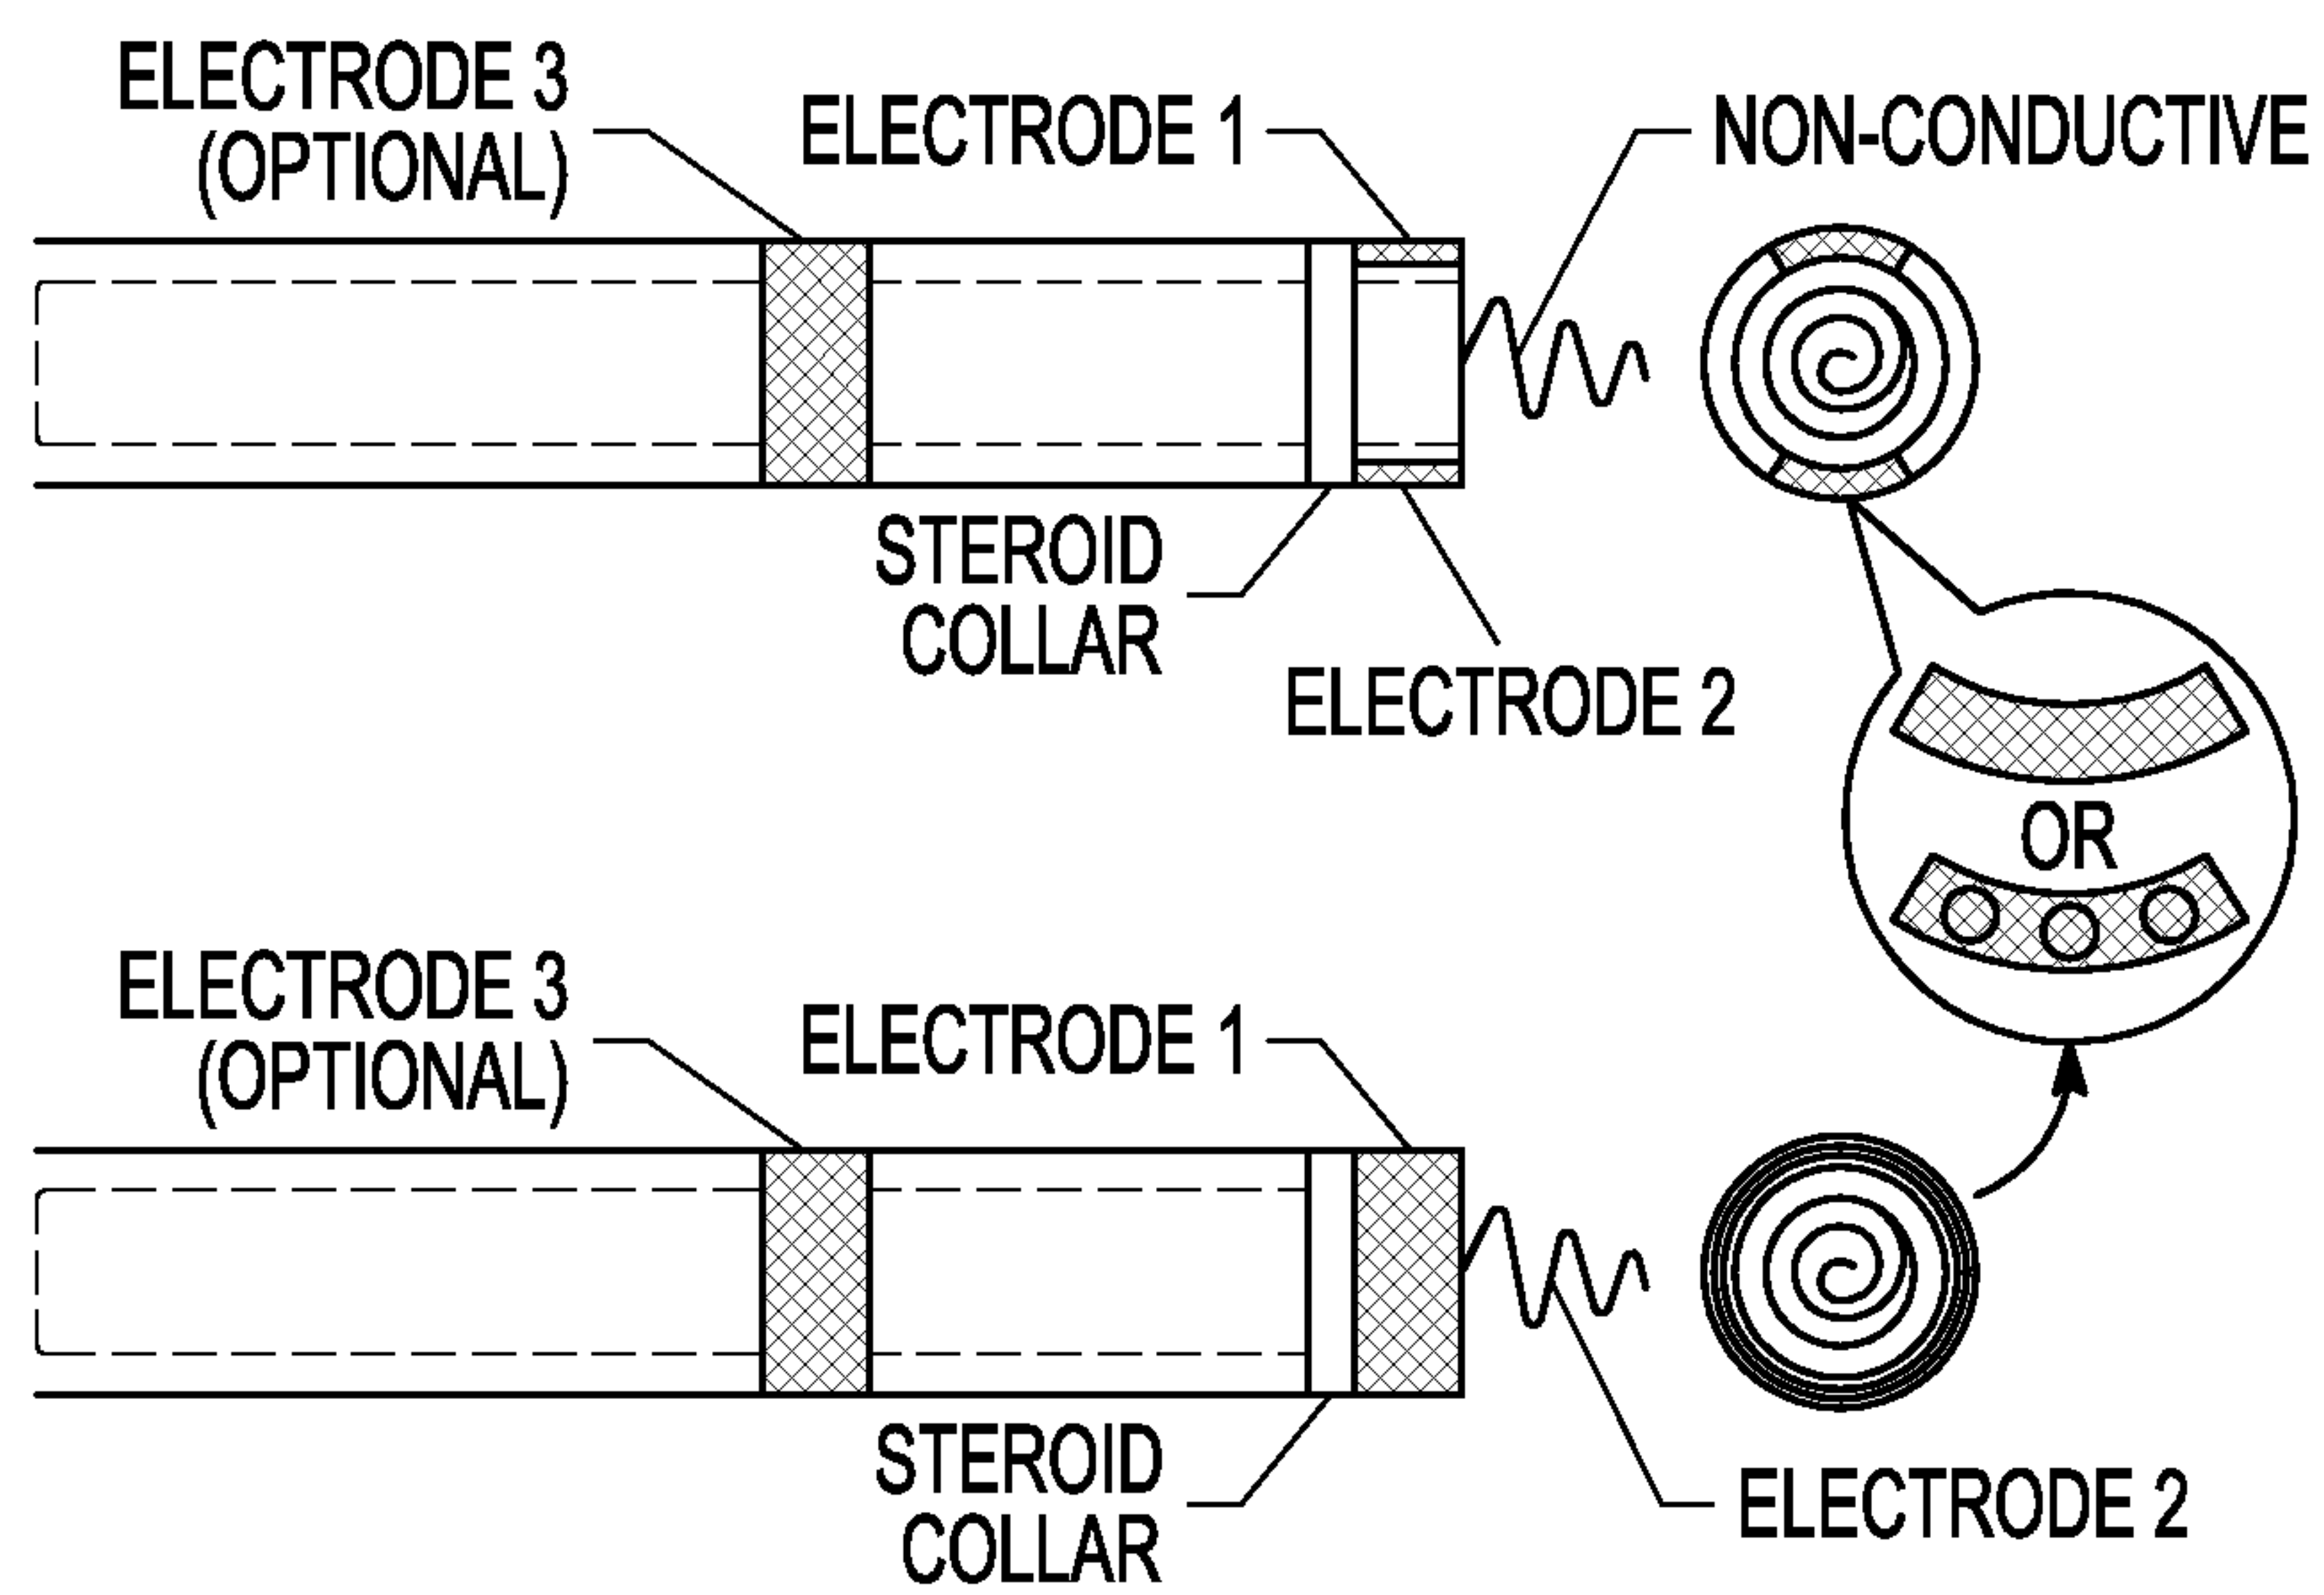 ELECTRODE 3
(OPTIONAL)
ELECTRODE 1
NON-CONDUCTIVE
STEROID
COLLAR
ELECTRODE 2
OR
ELECTRODE 3
(OPTIONAL)
ELECTRODE 1
STEROID
COLLAR
ELECTRODE 2